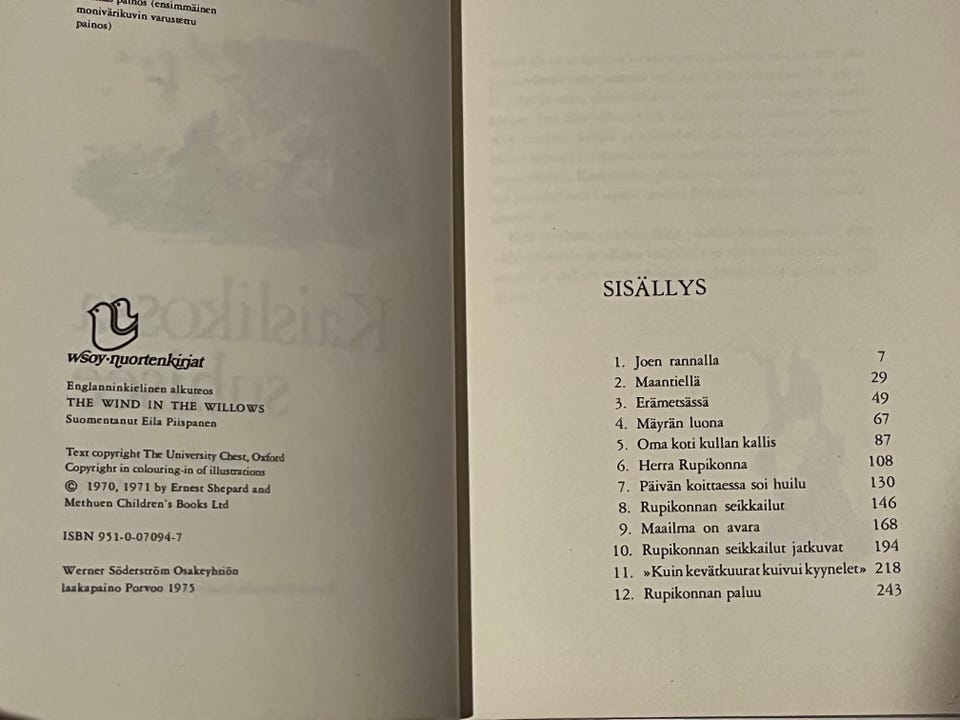 painos (ensimmäinen
monivärikuvin varustettu
painos)
wsoy·nuortenkirjat
Englanninkielinen alkuteos
THE WIND IN THE WILLOWS
Suomentanut Eila Piispanen
Text copyright The University Chest, Oxford
Copyright in colouring-in of illustrations
© 1970, 1971 by Ernest Shepard and
Methuen Children's Books Ltd
ISBN 951-0-07094-7
Werner Söderström Osakeyhtiön
laakapaino Porvoo 1975
SISÄLLYS
1. Joen rannalla 7
2. Maantiellä 29
3. Erämetsässä 49
4. Mäyrän luona 67
5. Oma koti kullan kallis 87
6. Herra Rupikonna 108
7. Päivän koittaessa soi huilu 130
8. Rupikonnan seikkailut 146
9. Maailma on avara 168
10. Rupikonnan seikkailut jatkuvat 194
11. »Kuin kevätkuurat kuivui kyynelet» 218
12. Rupikonnan paluu 243